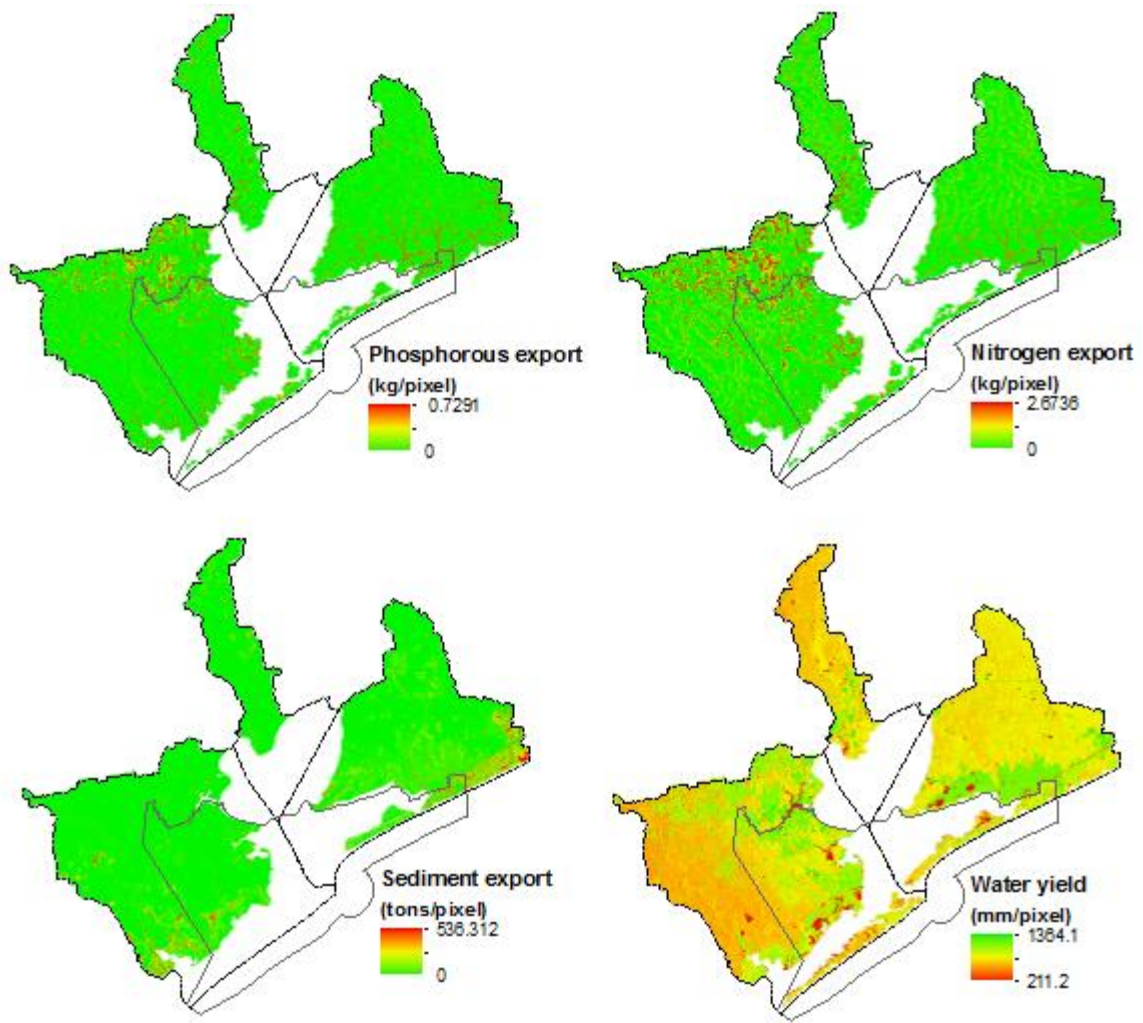 Phosphorous export
(kg/pixel)
0.7291
0
Nitrogen export
(kg/pixel)
2.6736
0
Sediment export
(tons/pixel)
536.312
0
Water yield
(mm/pixel)
1364.1
211.2